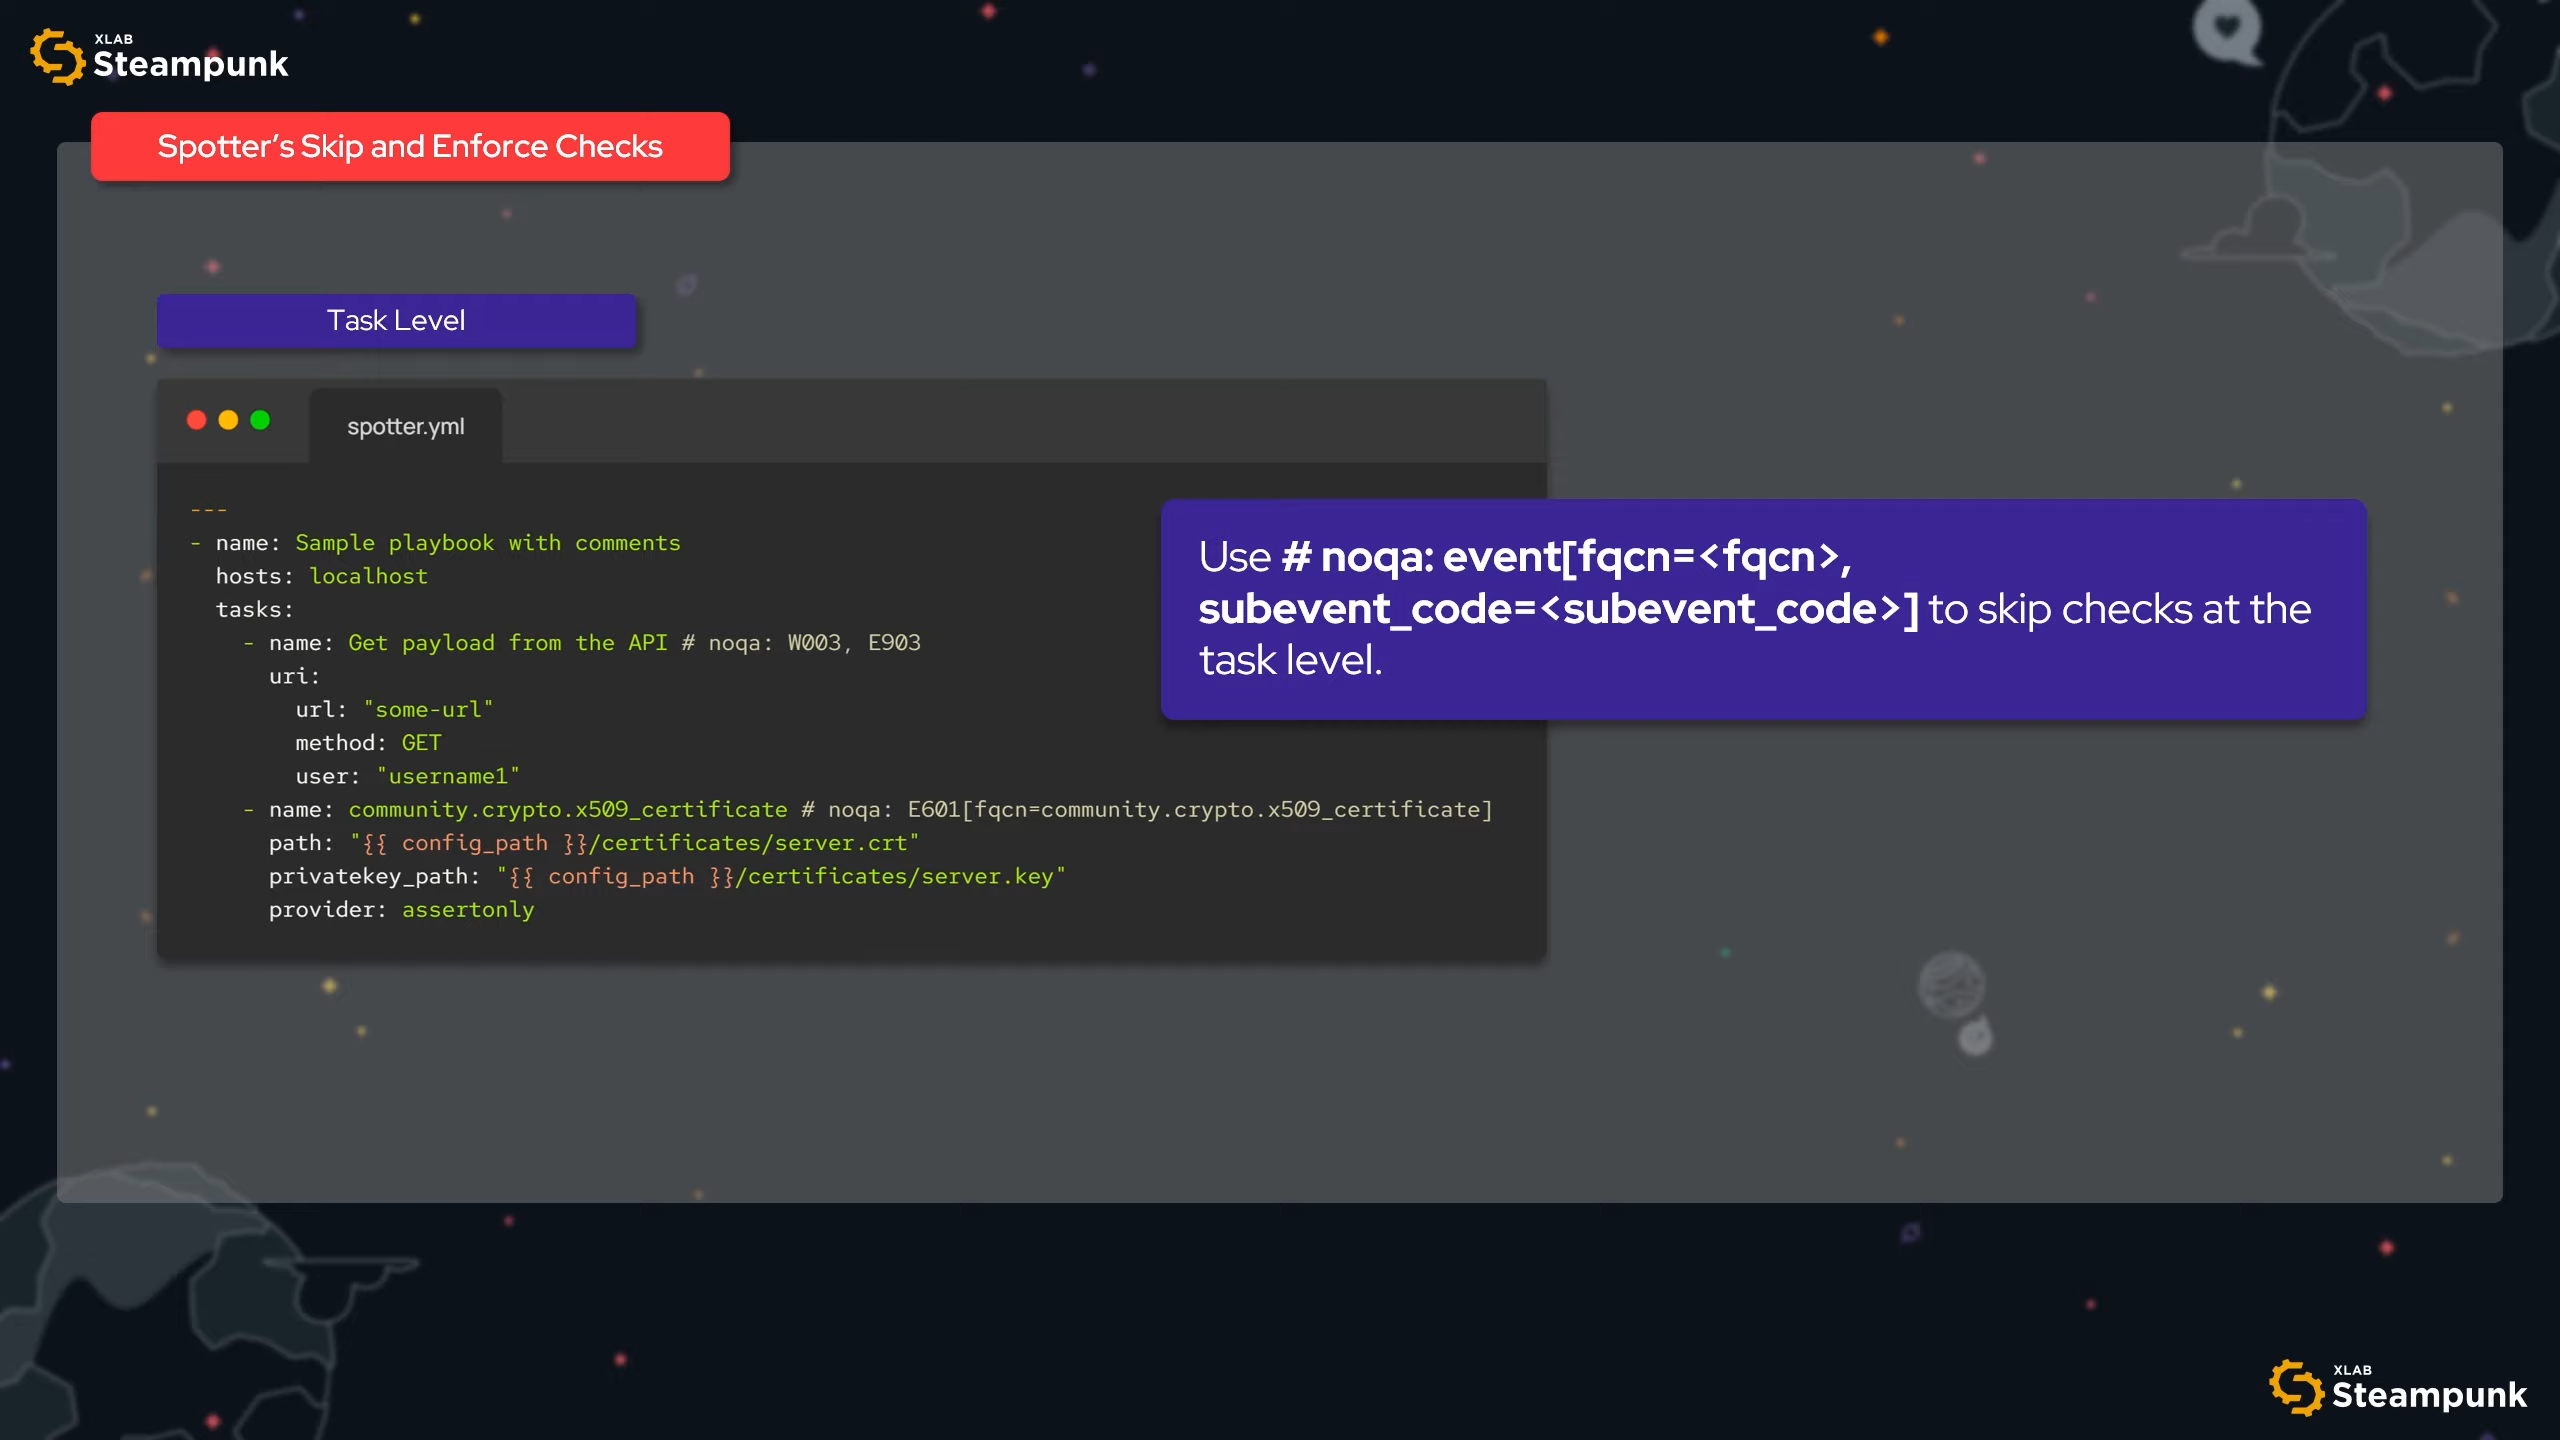 XLAB
Steampunk
Spotter’s Skip and Enforce Checks
Task Level
spotter.yml
---
- name: Sample playbook with comments
hosts: localhost
tasks:
- name: Get payload from the API # noqa: W003, E903
uri:
url: "some-url"
method: GET
user: "username1"
- name: community.crypto.x509_certificate # noqa: E601[fqcn=community.crypto.x509_certificate]
path: "{{ config_path }}/certificates/server.crt"
privatekey_path: "{{ config_path }}/certificates/server.key"
provider: assertonly
Use # noqa: event[fqcn=<fqcn>,
subevent_code=<subevent_code>] to skip checks at the
task level.
XLAB
Steampunk